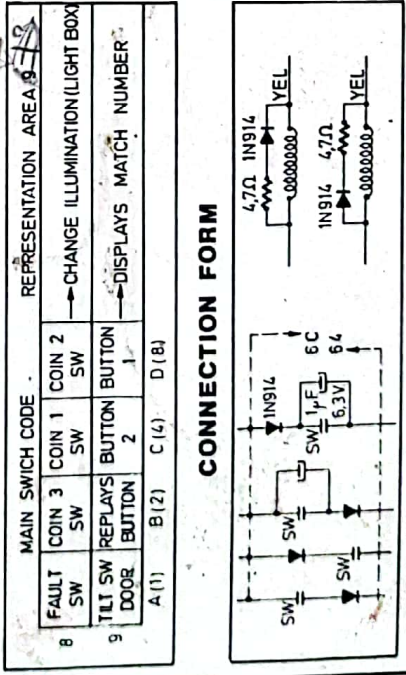 MAIN SWICH CODE - REPRESENTATION AREA 9
8 FAULT SW COIN 3 SW COIN 1 SW COIN 2 SW CHANGE ILLUMINATION (LIGHT BOX)
9 TILT SW DOOR REPLAYS BUTTON BUTTON 2 BUTTON 1 DISPLAYS MATCH NUMBER
A (1) B (2) C (4) D (8)
CONNECTION FORM
SW SW SW SW SW 1N914 1µF 6,3V
6C
64
4,7Ω 1N914 YEL
1N914 4,7Ω YEL